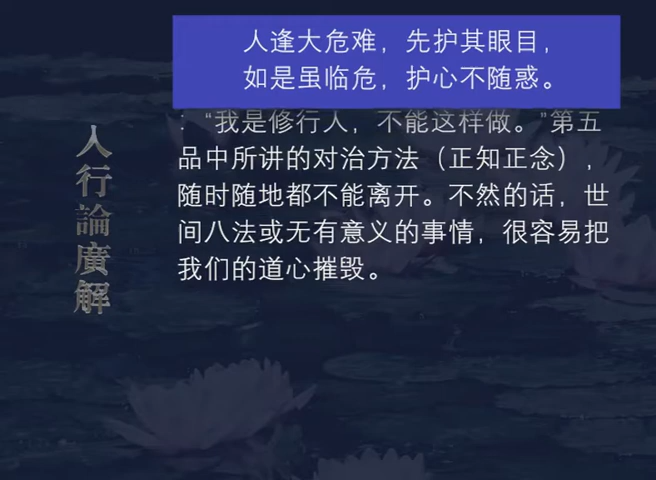 人逢大危难，先护其眼目，
如是虽临危，护心不随惑。
：“我是修行人，不能这样做。”第五
品中所讲的对治方法（正知正念），
随时随地都不能离开。不然的话，世
间八法或无有意义的事情，很容易把
我们的道心摧毁。
入行論廣解